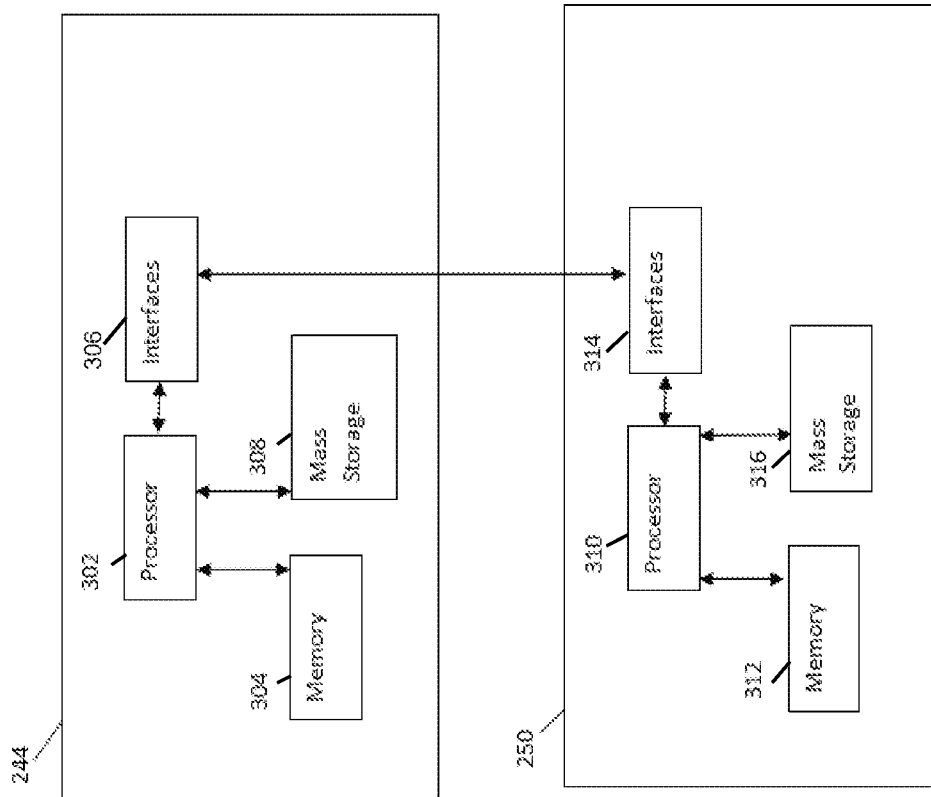 244
302
306
Processor
Interfaces
304
308
Memory
Mass
Storage
250
310
314
Processor
Interfaces
312
316
Memory
Mass
Storage